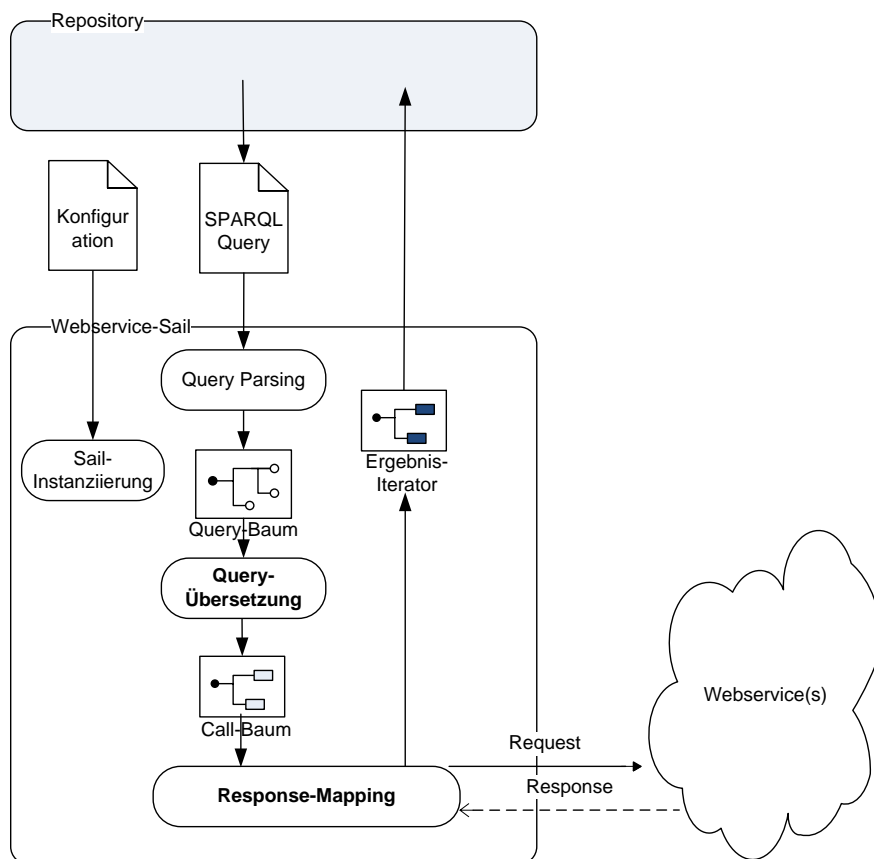 Repository
Konfigur
ation
SPARQL
Query
Webservice-Sail
Query Parsing
Sail-
Instanziierung
Ergebnis-
Iterator
Query-Baum
Query-
Übersetzung
Webservice(s)
Call-Baum
Request
Response
Response-Mapping